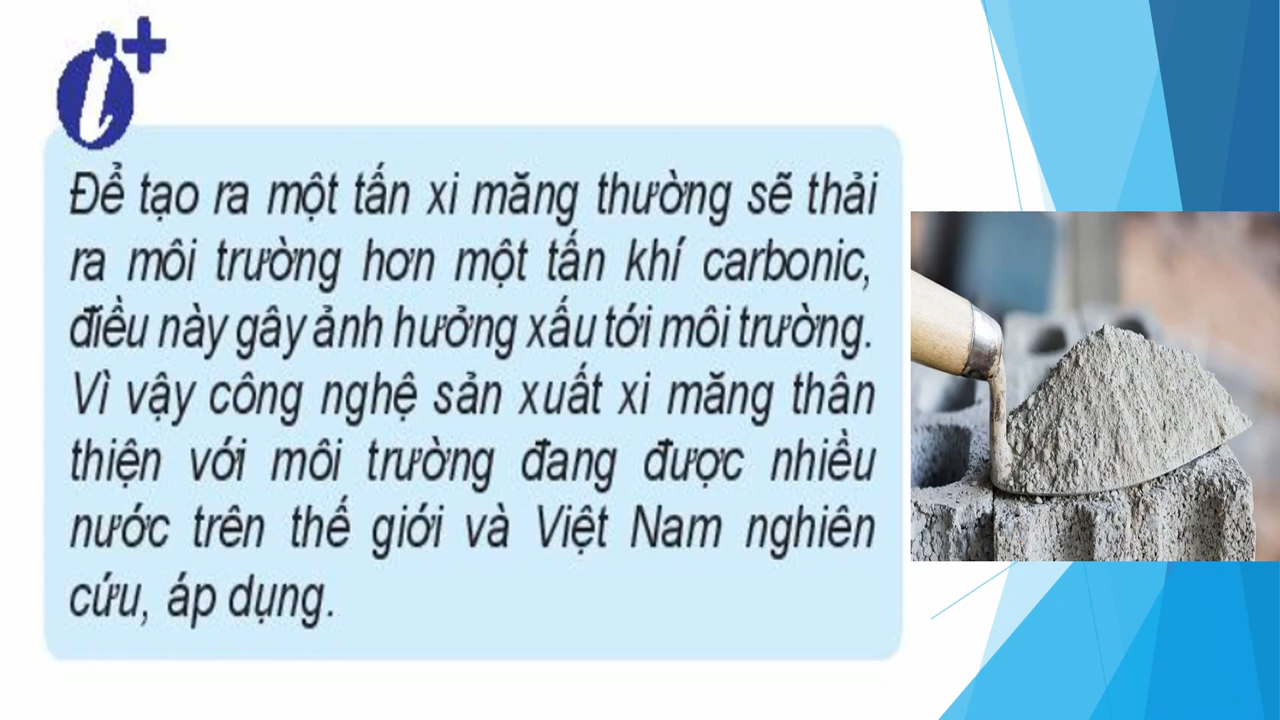 i+
Để tạo ra một tấn xi măng thường sẽ thải
ra môi trường hơn một tấn khí carbonic,
điều này gây ảnh hưởng xấu tới môi trường.
Vì vậy công nghệ sản xuất xi măng thân
thiện với môi trường đang được nhiều
nước trên thế giới và Việt Nam nghiên
cứu, áp dụng.